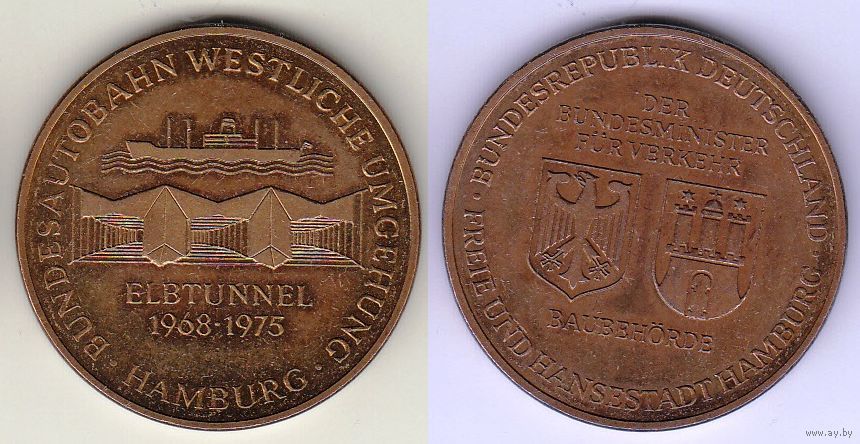 · BUNDESAUTOBAHN WESTLICHE UMGEHUNG ·
HAMBURG
ELBTUNNEL
1968·1975
· BUNDESREPUBLIK DEUTSCHLAND ·
DER
BUNDESMINISTER
FÜR VERKEHR
BAUBEHÖRDE
FREIE UND HANSESTADT HAMBURG
www.ay.by